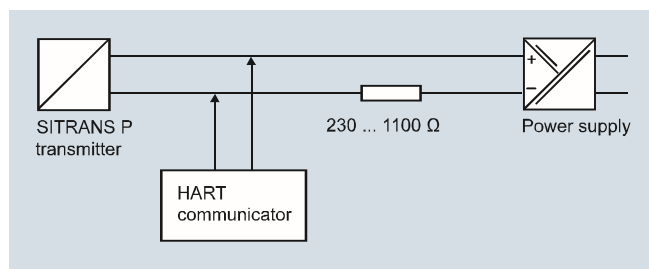 +
−
SITRANS P
transmitter
230 ... 1100 Ω
Power supply
HART
communicator